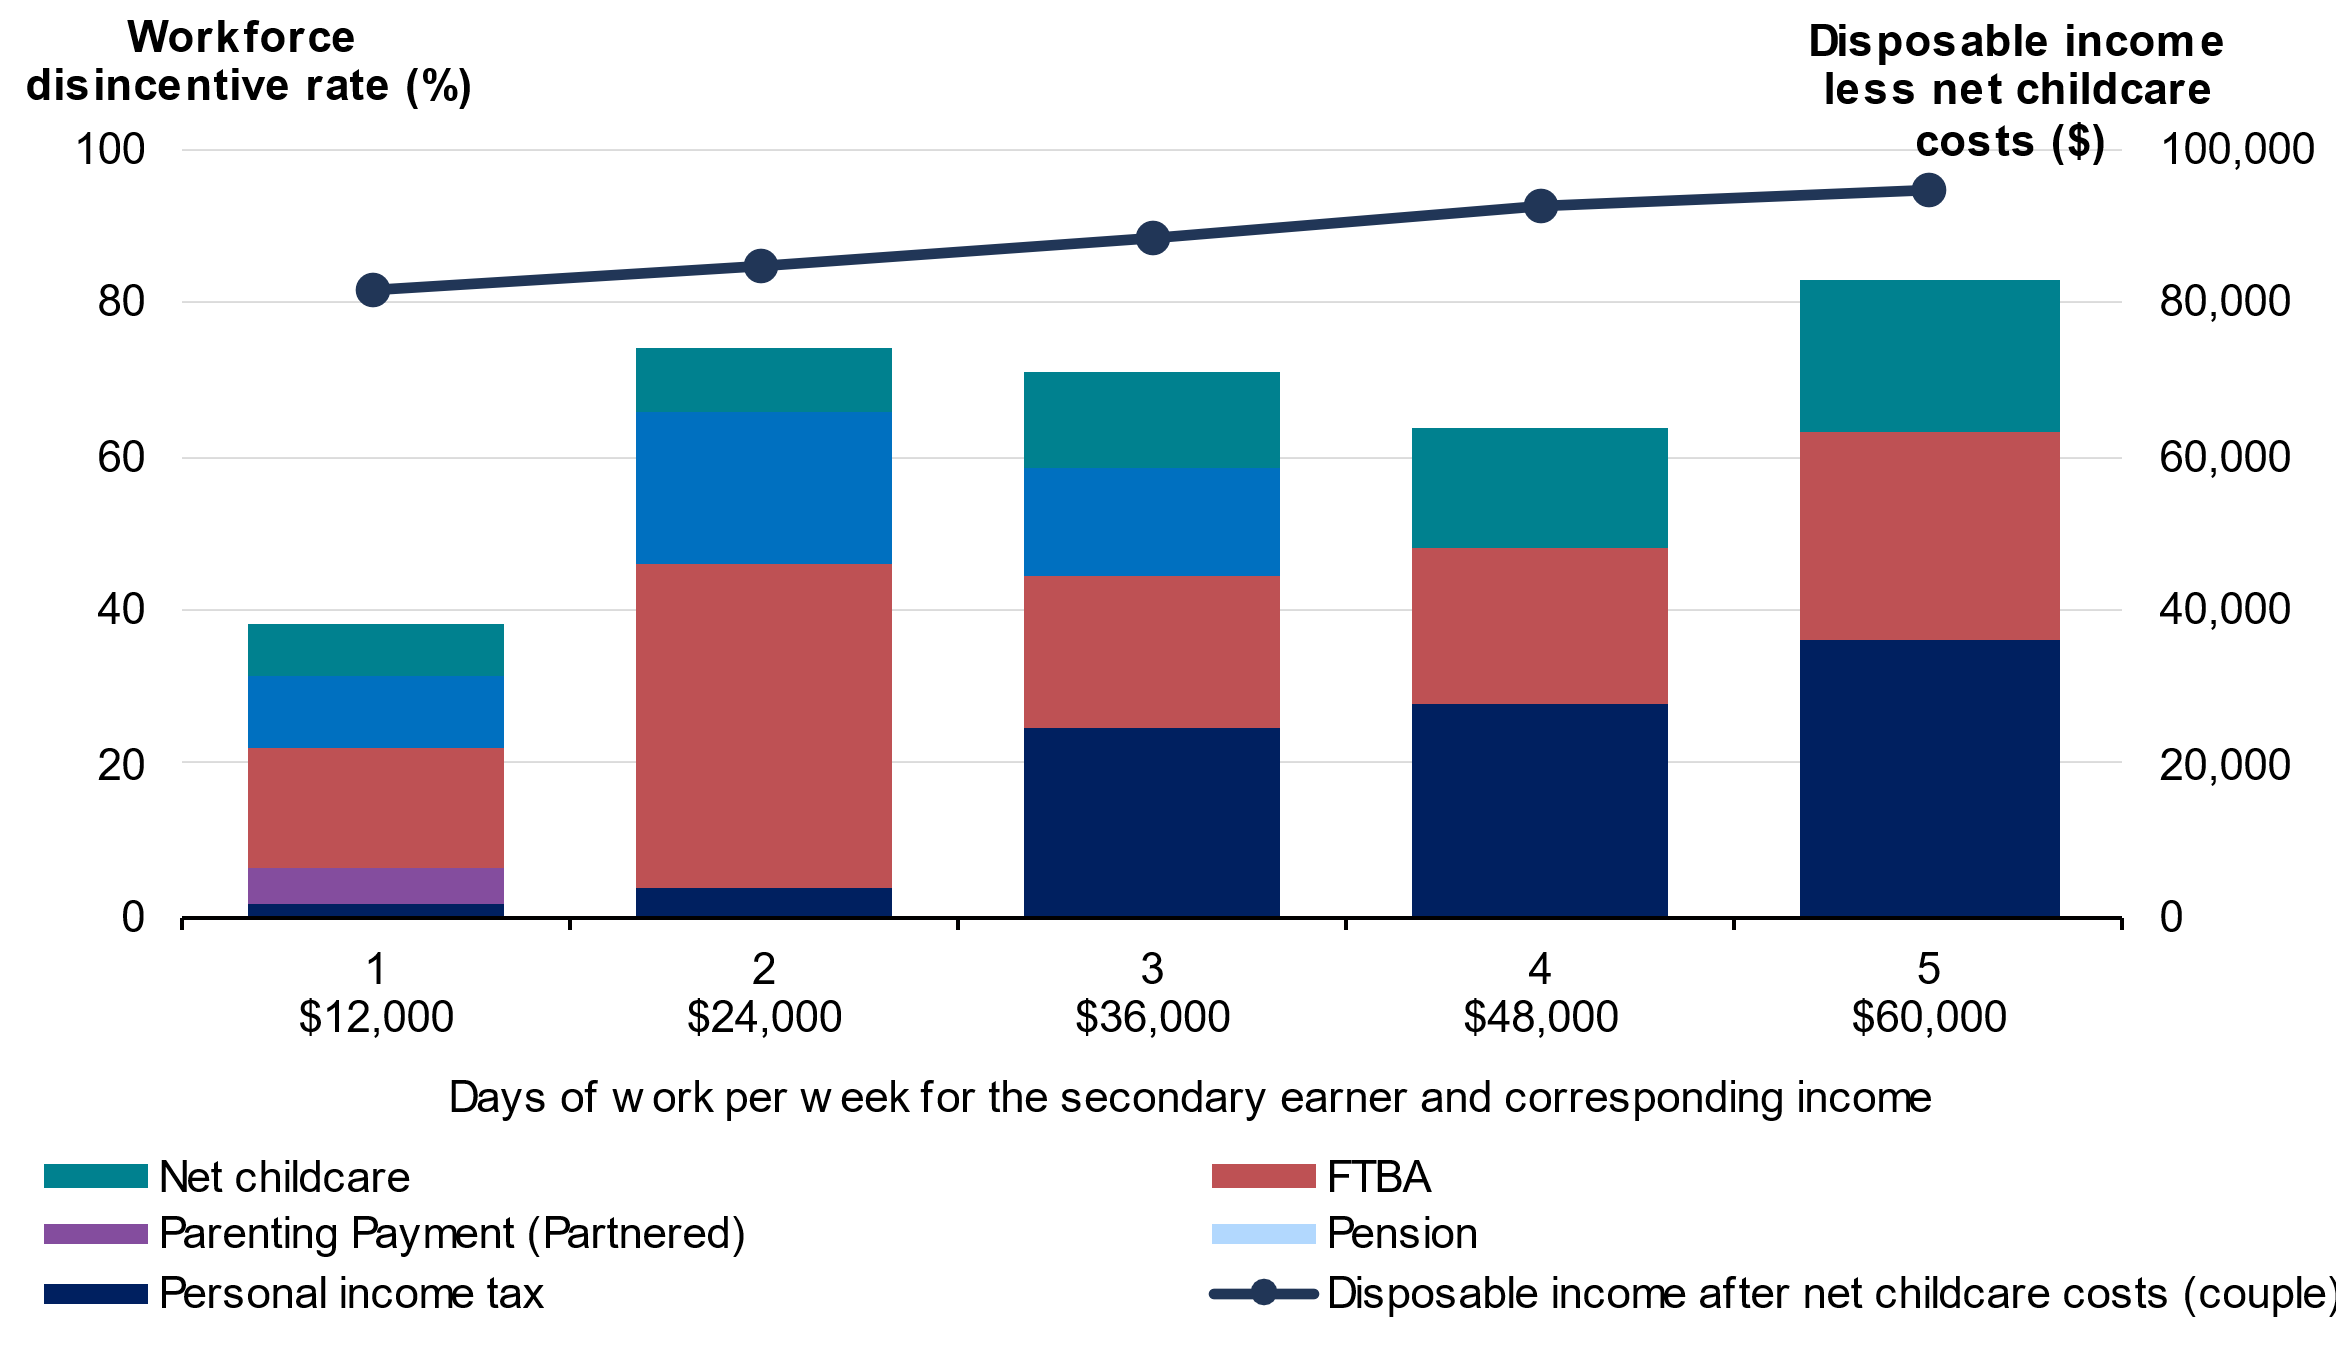 Workforce
disincentive rate (%)
Disposable income
less net childcare
costs ($)
100
80
60
40
20
0
100,000
80,000
60,000
40,000
20,000
0
1
2
3
4
5
$12,000
$24,000
$36,000
$48,000
$60,000
Days of work per week for the secondary earner and corresponding income
Net childcare
FTBA
Parenting Payment (Partnered)
Pension
Personal income tax
Disposable income after net childcare costs (couple)